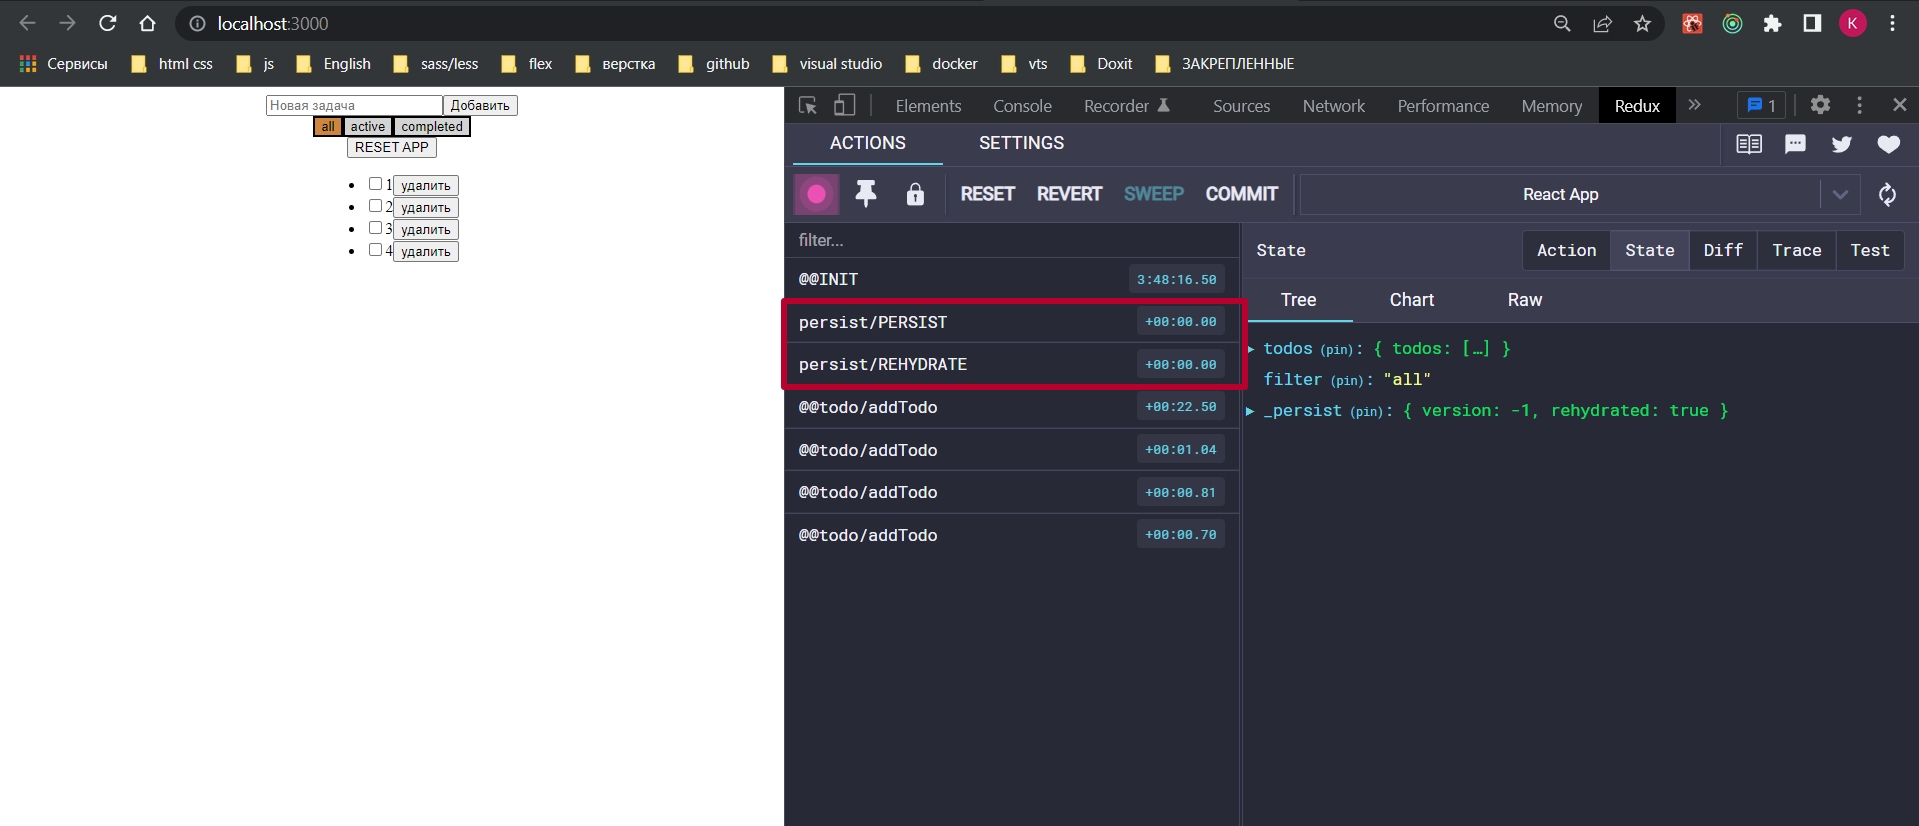 localhost:3000
K
Сервисы html css js English sass/less flex верстка github visual studio docker vts Doxit ЗАКРЕПЛЕННЫЕ
Новая задача Добавить
all active completed
RESET APP
1 удалить
2 удалить
3 удалить
4 удалить
Elements Console Recorder Sources Network Performance Memory Redux 1
ACTIONS SETTINGS
RESET REVERT SWEEP COMMIT React App
filter...
@@INIT 3:48:16.50
persist/PERSIST +00:00.00
persist/REHYDRATE +00:00.00
@@todo/addTodo +00:22.50
@@todo/addTodo +00:01.04
@@todo/addTodo +00:00.81
@@todo/addTodo +00:00.70
State Action State Diff Trace Test
Tree Chart Raw
todos (pin): { todos: […] }
filter (pin): "all"
_persist (pin): { version: -1, rehydrated: true }